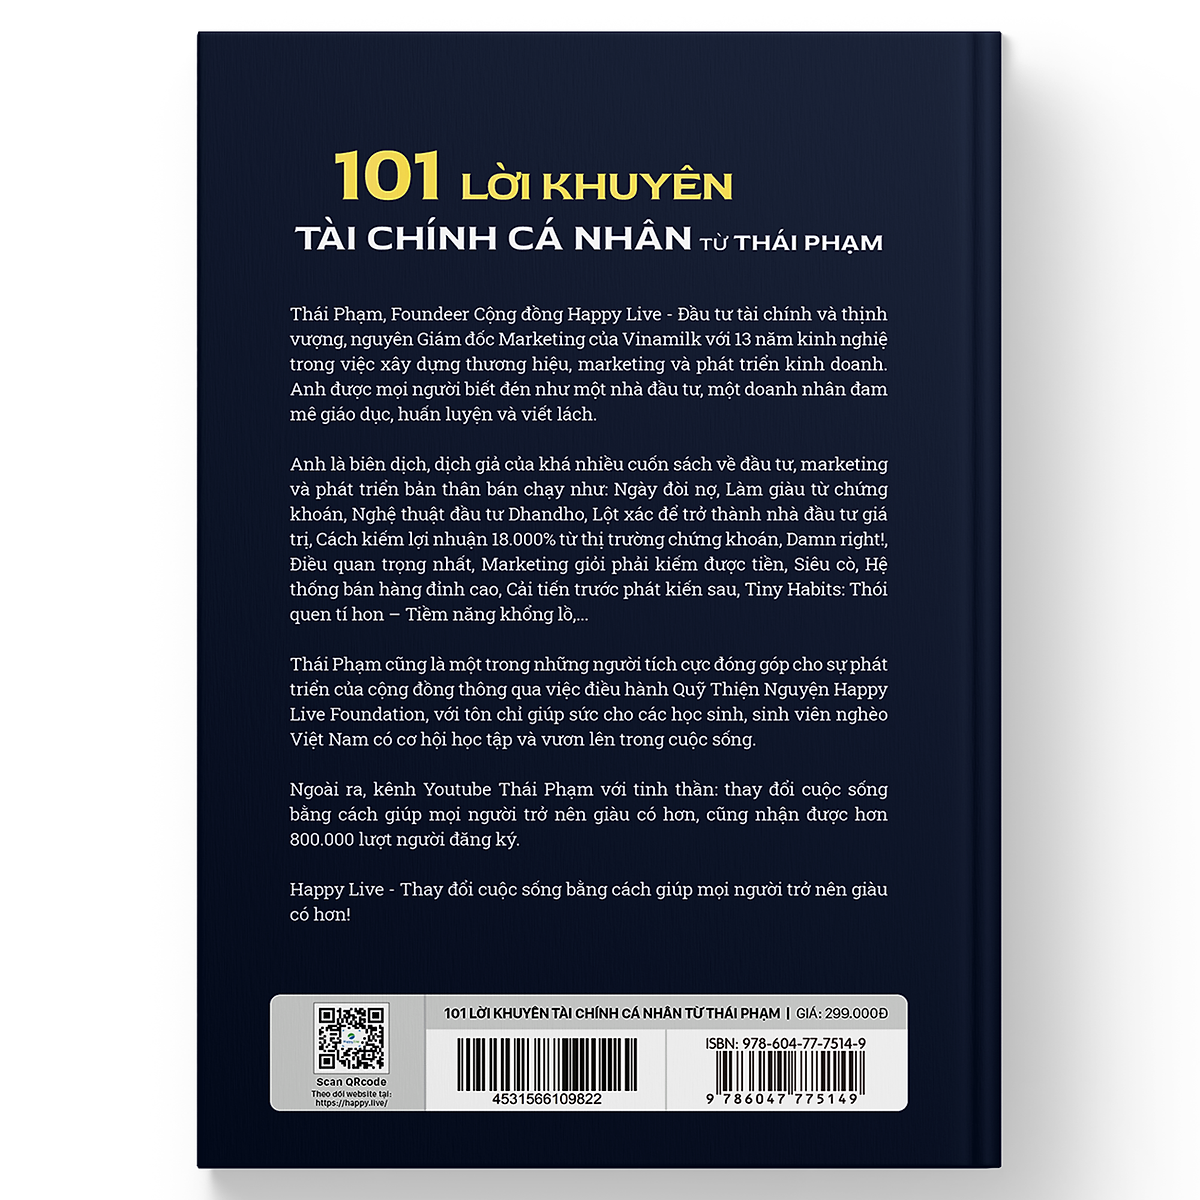 101 LỜI KHUYÊN
TÀI CHÍNH CÁ NHÂN TỪ THÁI PHẠM
Thái Phạm, Foundeer Cộng đồng Happy Live - Đầu tư tài chính và thịnh
vượng, nguyên Giám đốc Marketing của Vinamilk với 13 năm kinh nghiệ
trong việc xây dựng thương hiệu, marketing và phát triển kinh doanh.
Anh được mọi người biết đén như một nhà đầu tư, một doanh nhân đam
mê giáo dục, huấn luyện và viết lách.
Anh là biên dịch, dịch giả của khá nhiều cuốn sách về đầu tư, marketing
và phát triển bản thân bán chạy như: Ngày đòi nợ, Làm giàu từ chứng
khoán, Nghệ thuật đầu tư Dhandho, Lột xác để trở thành nhà đầu tư giá
trị, Cách kiếm lợi nhuận 18.000% từ thị trường chứng khoán, Damn right!,
Điều quan trọng nhất, Marketing giỏi phải kiếm được tiền, Siêu cò, Hệ
thống bán hàng đỉnh cao, Cải tiến trước phát kiến sau, Tiny Habits: Thói
quen tí hon – Tiềm năng khổng lồ,...
Thái Phạm cũng là một trong những người tích cực đóng góp cho sự phát
triển của cộng đồng thông qua việc điều hành Quỹ Thiện Nguyện Happy
Live Foundation, với tôn chỉ giúp sức cho các học sinh, sinh viên nghèo
Việt Nam có cơ hội học tập và vươn lên trong cuộc sống.
Ngoài ra, kênh Youtube Thái Phạm với tinh thần: thay đổi cuộc sống
bằng cách giúp mọi người trở nên giàu có hơn, cũng nhận được hơn
800.000 lượt người đăng ký.
Happy Live - Thay đổi cuộc sống bằng cách giúp mọi người trở nên giàu
có hơn!
101 LỜI KHUYÊN TÀI CHÍNH CÁ NHÂN TỪ THÁI PHẠM | GIÁ: 299.000Đ
Scan QRcode
Theo dõi website tại:
https://happy.live/
4531566109822
ISBN: 978-604-77-7514-9
9 786047 775149